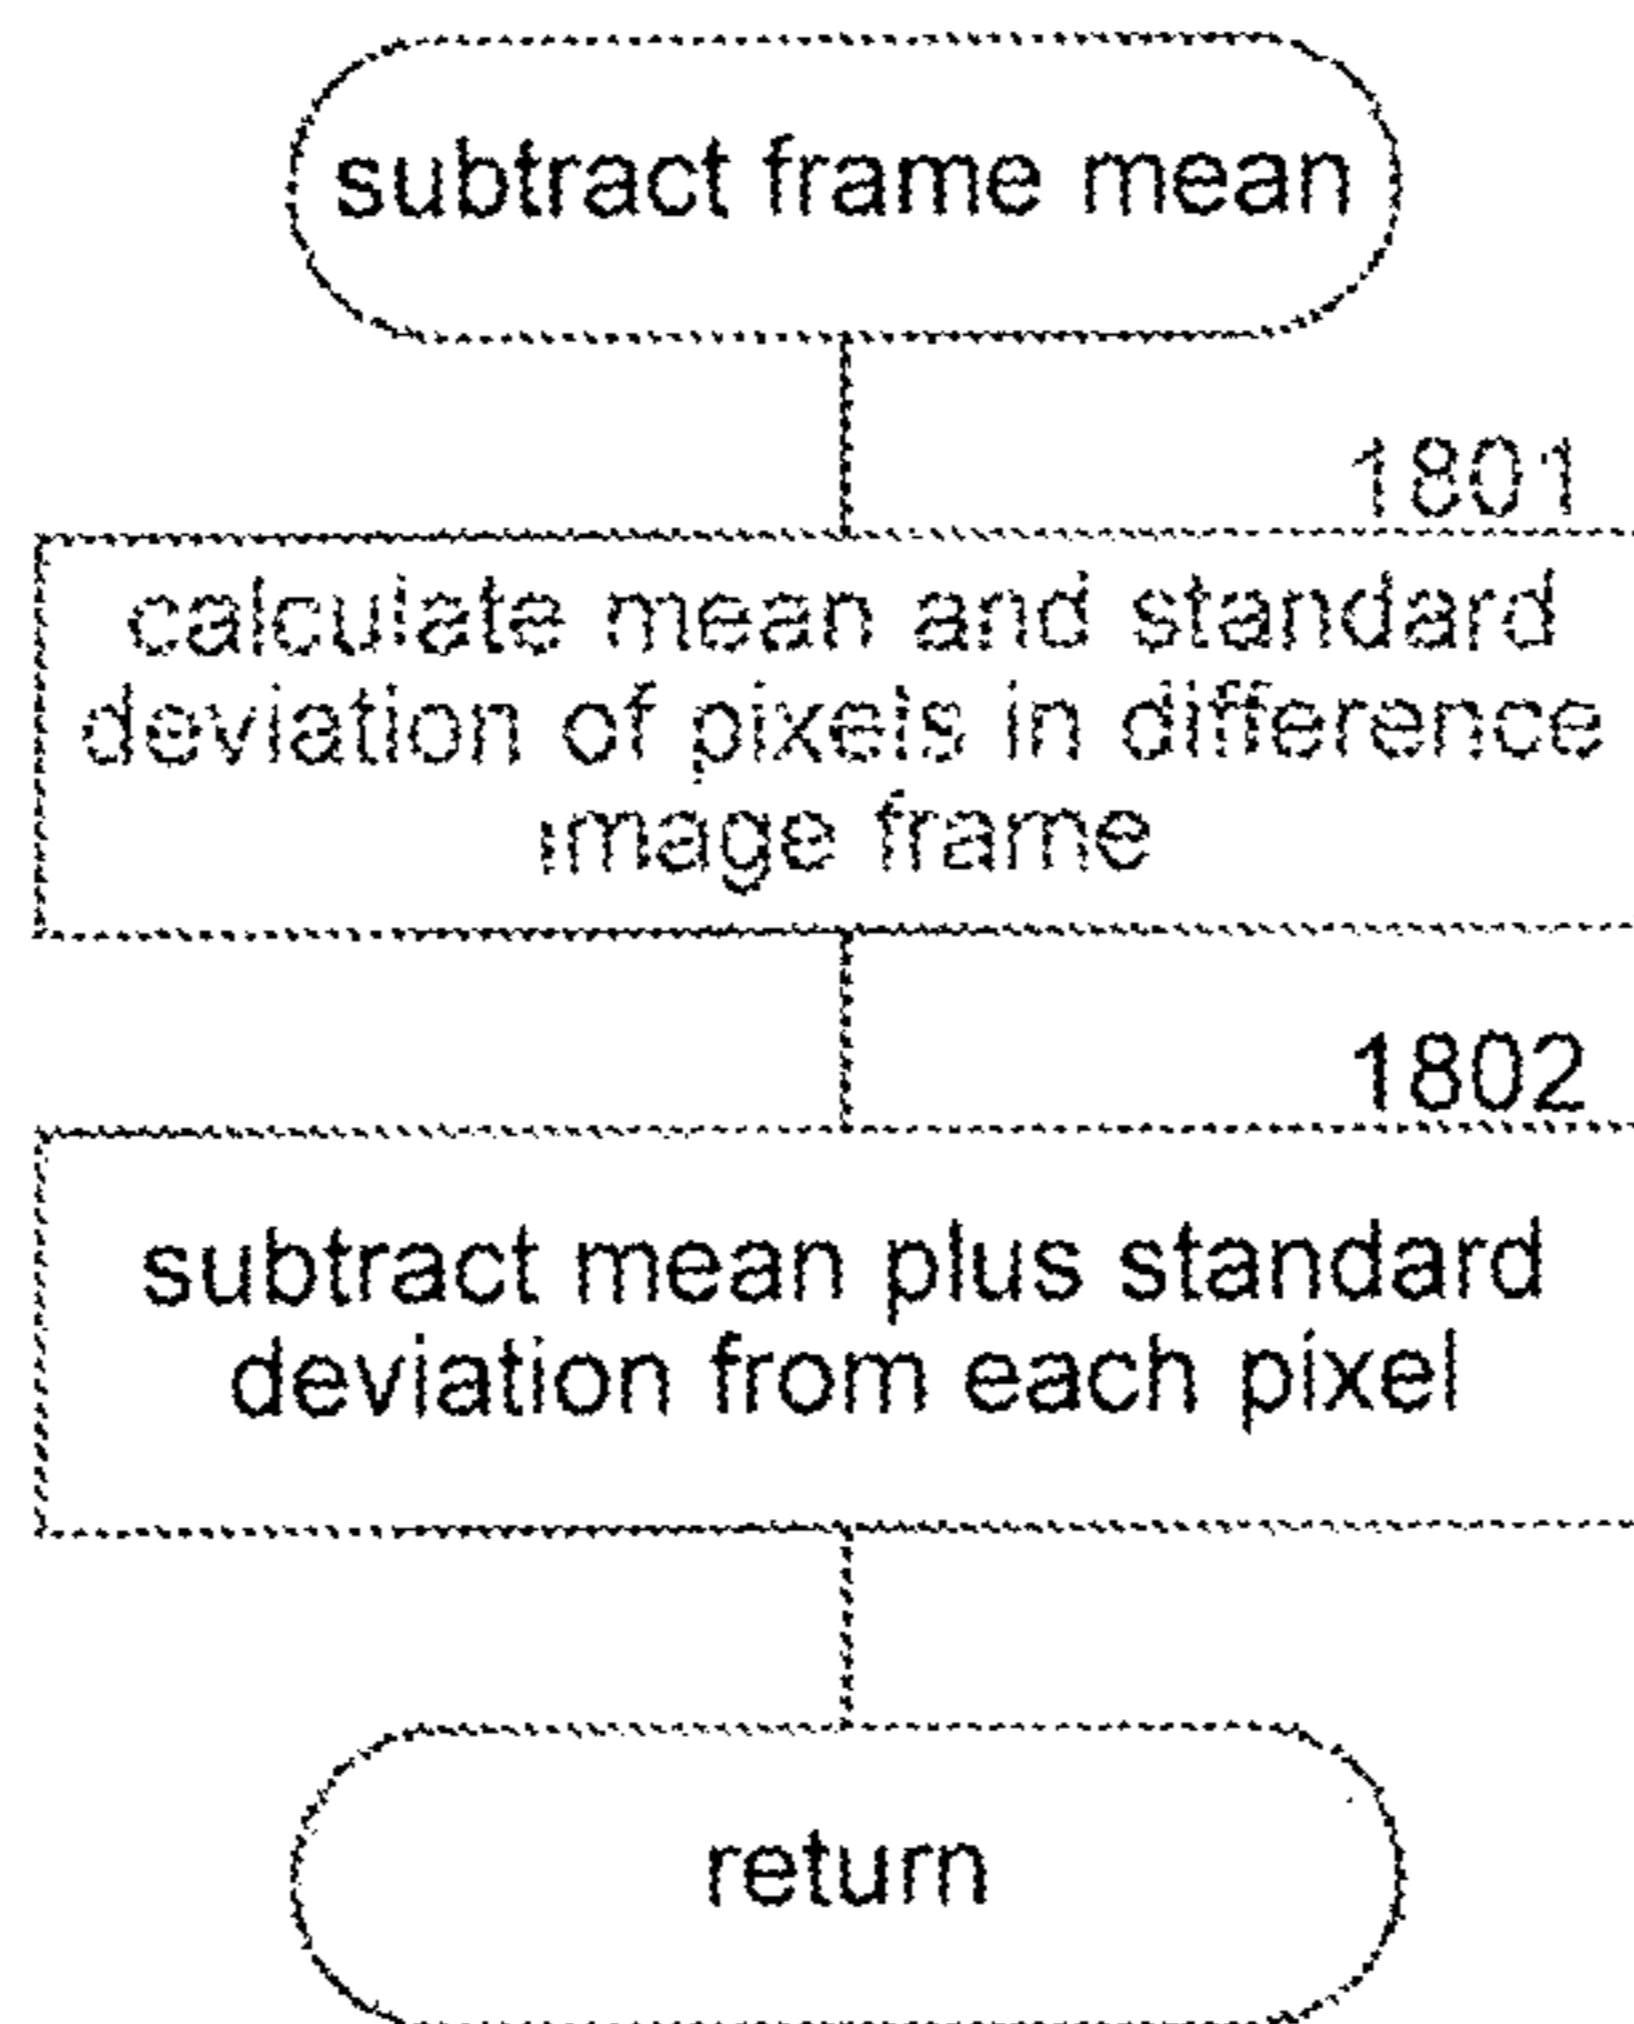 subtract frame mean
1801
calculate mean and standard
deviation of pixels in difference
image frame
1802
subtract mean plus standard
deviation from each pixel
return